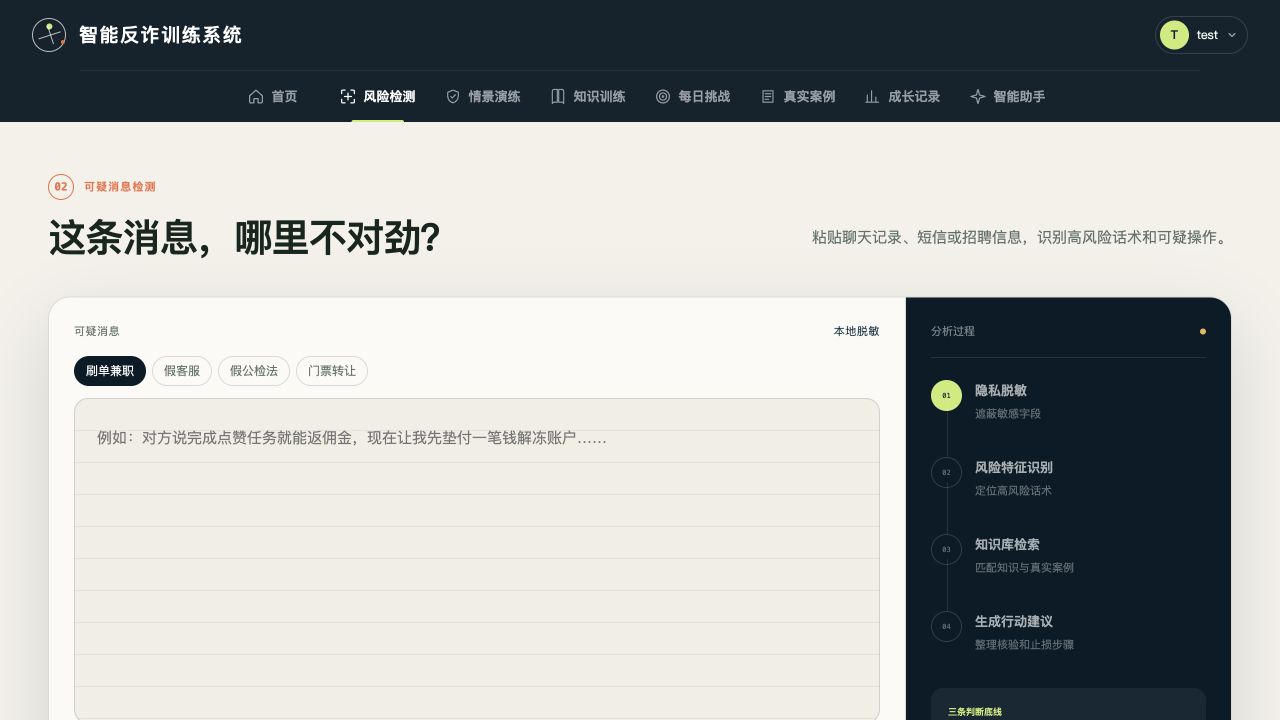 智能反诈训练系统
T test
首页 风险检测 情景演练 知识训练 每日挑战 真实案例 成长记录 智能助手
02 可疑消息检测
这条消息，哪里不对劲？
粘贴聊天记录、短信或招聘信息，识别高风险话术和可疑操作。
可疑消息 本地脱敏
刷单兼职 假客服 假公检法 门票转让
例如：对方说完成点赞任务就能返佣金，现在让我先垫付一笔钱解冻账户……
分析过程
01 隐私脱敏
遮蔽敏感字段
02 风险特征识别
定位高风险话术
03 知识库检索
匹配知识与真实案例
04 生成行动建议
整理核验和止损步骤
三条判断底线